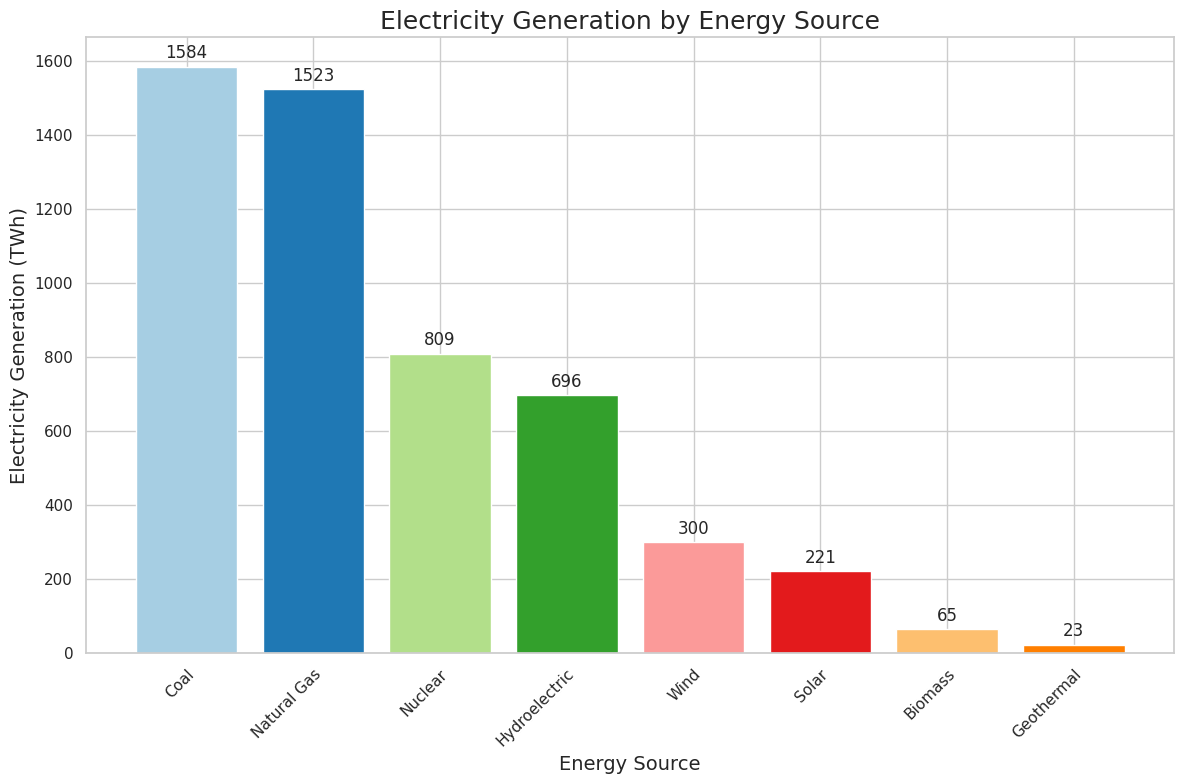 Electricity Generation by Energy Source
Electricity Generation (TWh)
1600
1400
1200
1000
800
600
400
200
0
1584
1523
809
696
300
221
65
23
Coal
Natural Gas
Nuclear
Hydroelectric
Wind
Solar
Biomass
Geothermal
Energy Source